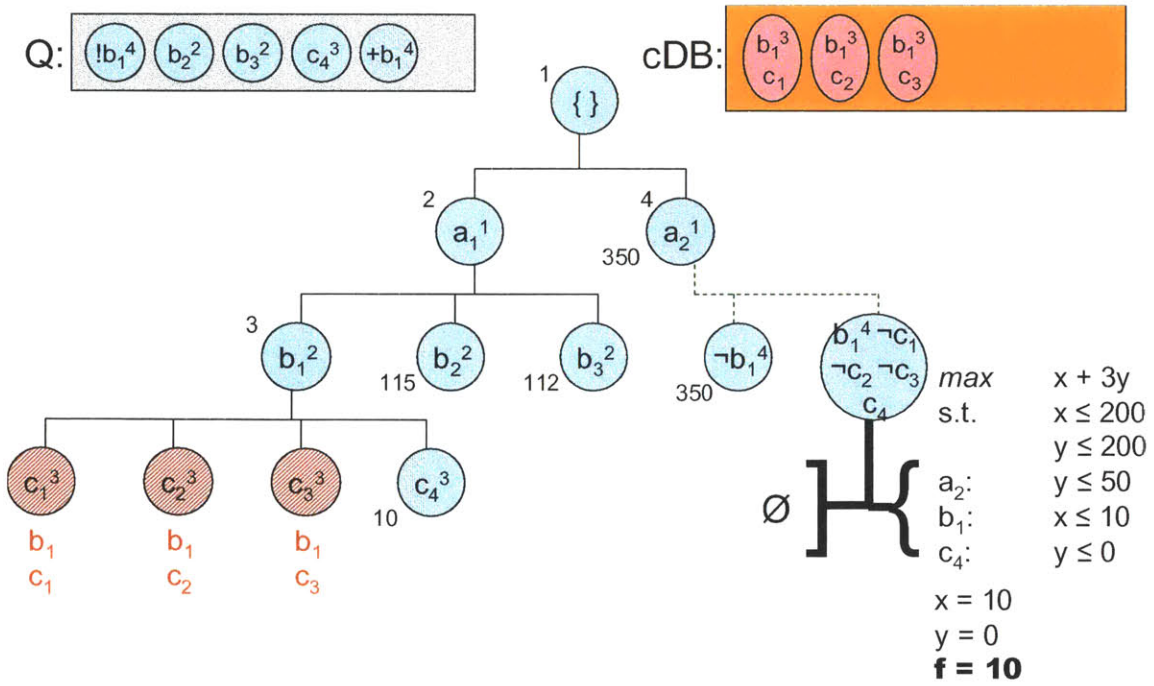 Q: !b₁⁴ b₂² b₃² c₄³ +b₁⁴
cDB: b₁³ b₁³ b₁³
c₁ c₂ c₃
1
{ }
2
a₁¹
4
a₂¹
350
3
b₁²
b₂²
115
b₃²
112
¬b₁⁴
350
b₁⁴ ¬c₁
¬c₂ ¬c₃
c₄
c₁³
c₂³
c₃³
c₄³
10
b₁ b₁ b₁
c₁ c₂ c₃
Ø
max x + 3y
s.t. x ≤ 200
y ≤ 200
a₂: y ≤ 50
b₁: x ≤ 10
c₄: y ≤ 0
x = 10
y = 0
f = 10